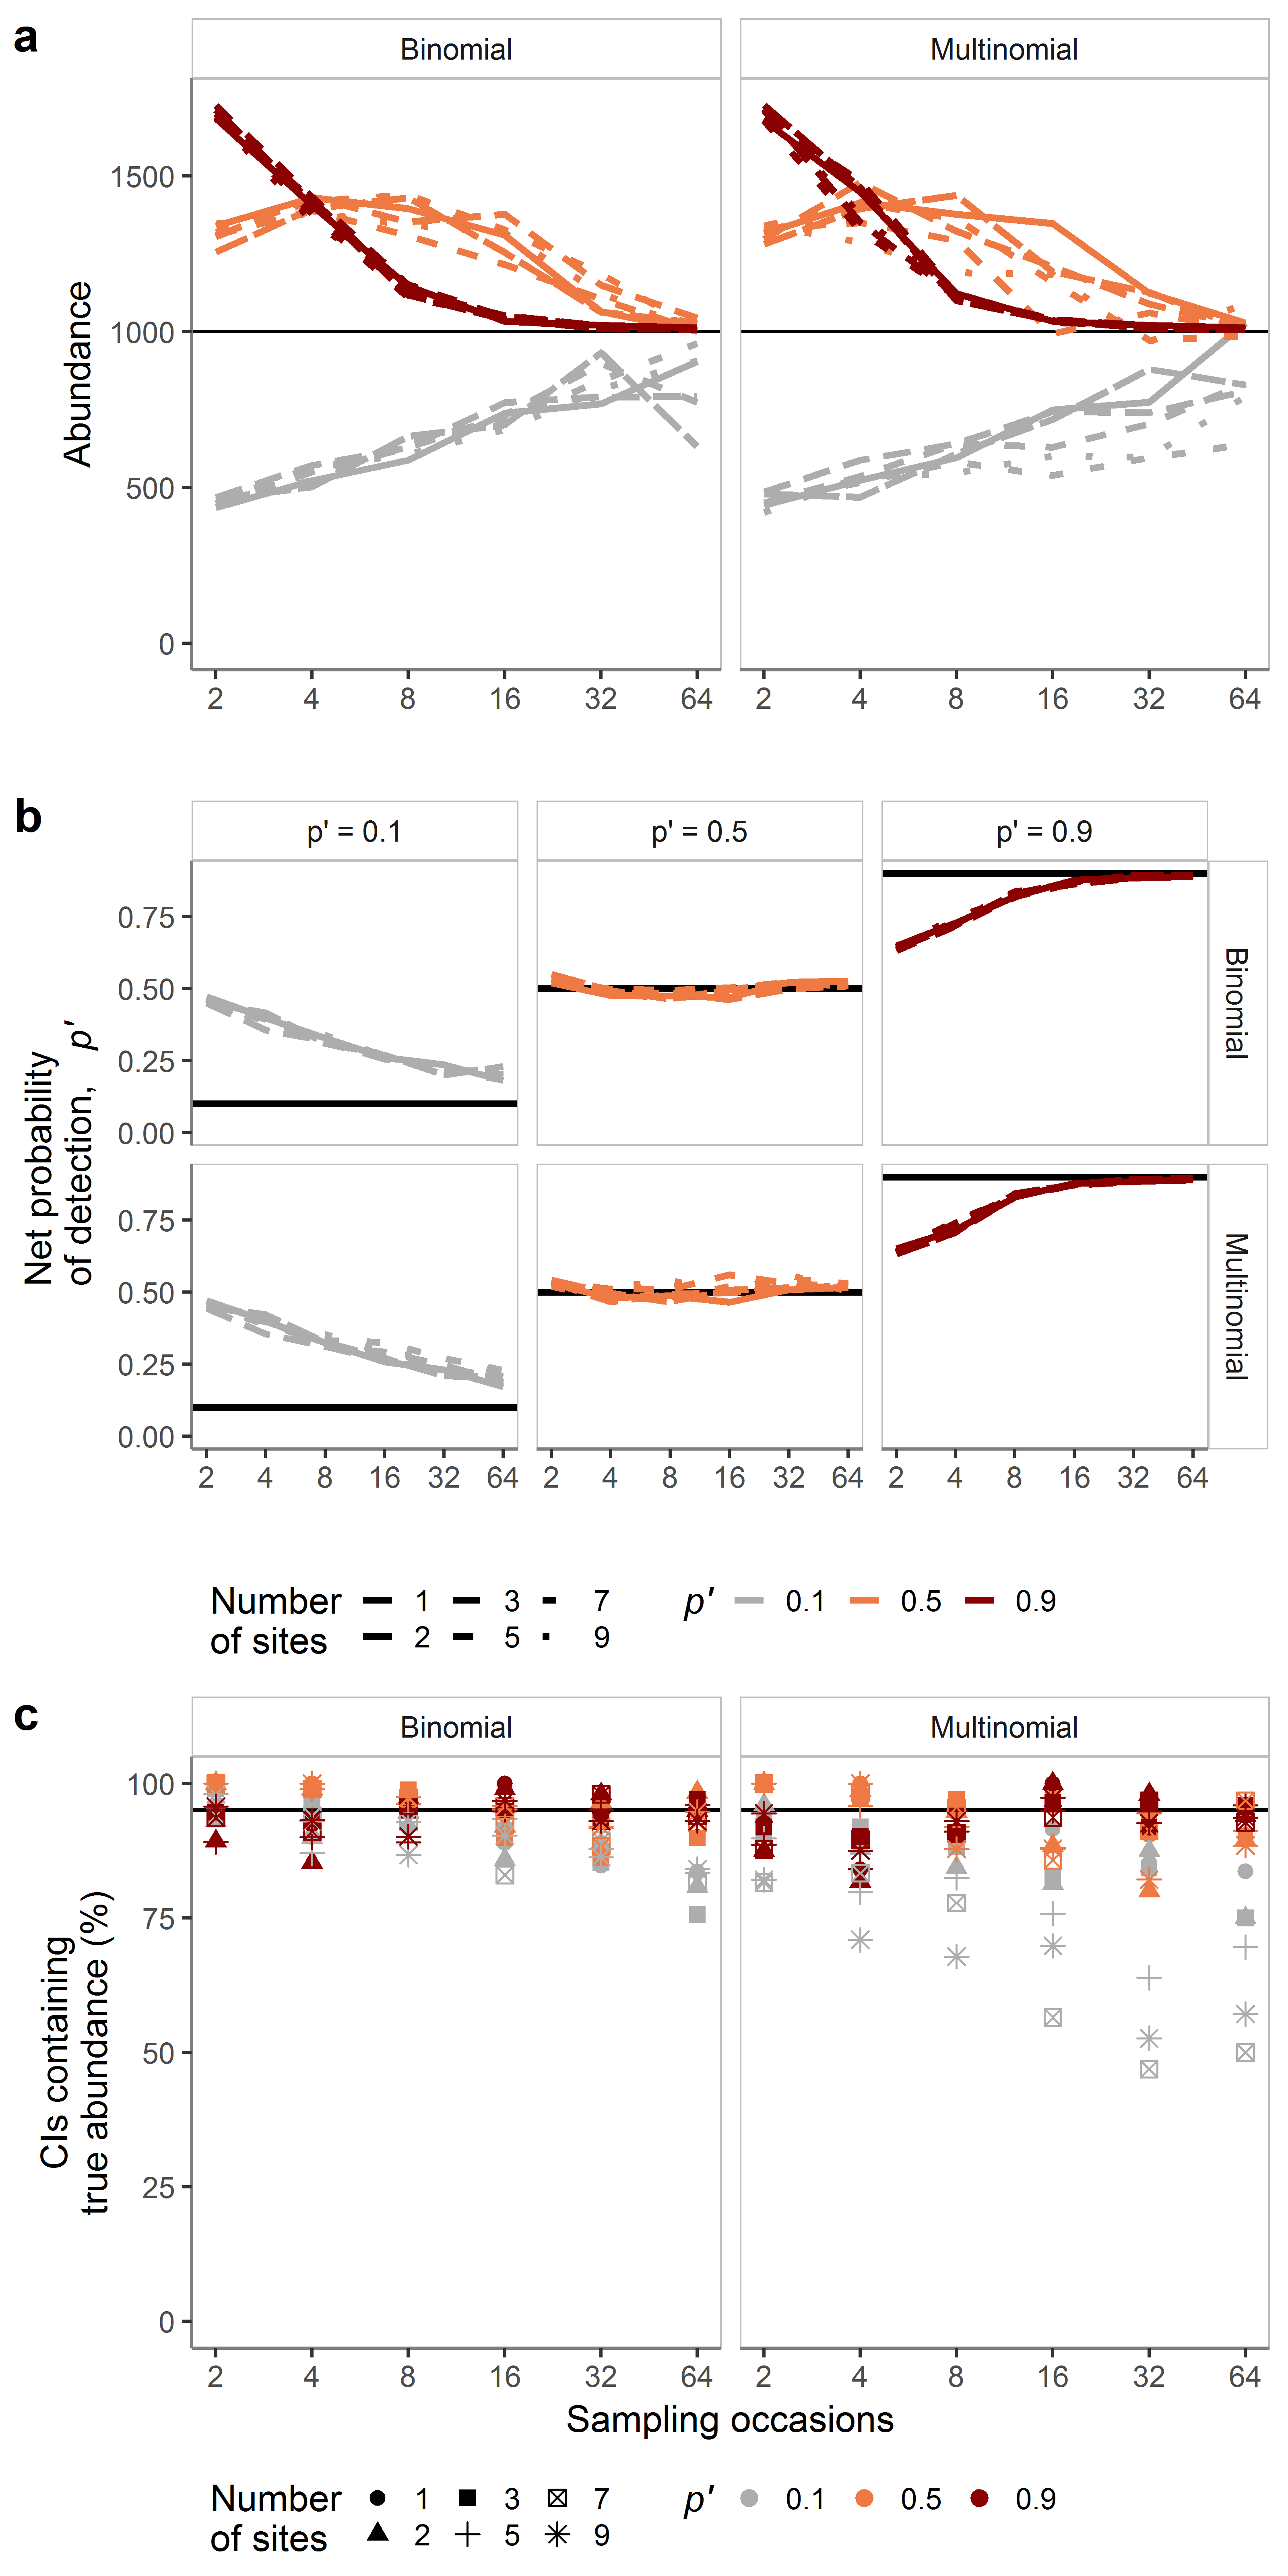 a
Binomial Multinomial
1500
1000
500
0
Abundance
2 4 8 16 32 64 2 4 8 16 32 64
b
p' = 0.1 p' = 0.5 p' = 0.9
0.75
0.50
0.25
0.00
Binomial
0.75
0.50
0.25
0.00
Multinomial
Net probability
of detection, p'
2 4 8 16 32 64 2 4 8 16 32 64 2 4 8 16 32 64
Number 1 3 7 p' 0.1 0.5 0.9
of sites 2 5 9
c
Binomial Multinomial
100
75
50
25
0
CIs containing
true abundance (%)
2 4 8 16 32 64 2 4 8 16 32 64
Sampling occasions
Number 1 3 7 p' 0.1 0.5 0.9
of sites 2 5 9